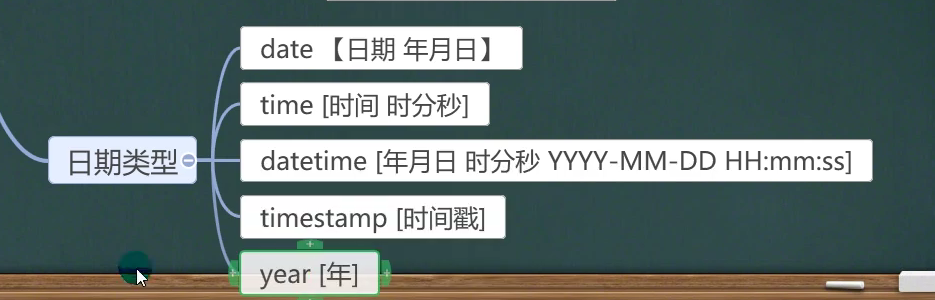 date 【日期 年月日】
time [时间 时分秒]
日期类型
datetime [年月日 时分秒 YYYY-MM-DD HH:mm:ss]
timestamp [时间戳]
year [年]